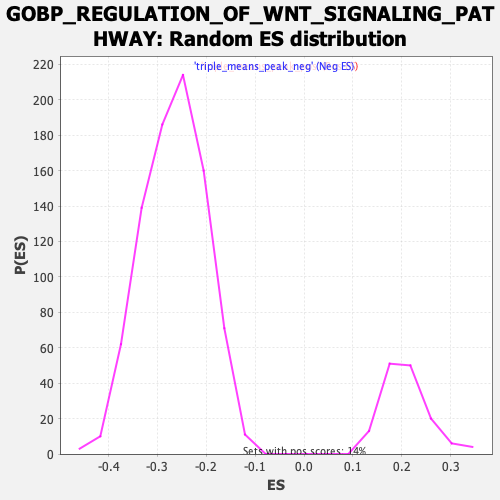 GOBP_REGULATION_OF_WNT_SIGNALING_PAT
HWAY: Random ES distribution
'triple_means_peak_neg' (Neg ES)
220
200
180
160
140
120
100
80
60
40
20
0
P(ES)
Sets with pos scores: 14%
-0.4 -0.3 -0.2 -0.1 0.0 0.1 0.2 0.3
ES